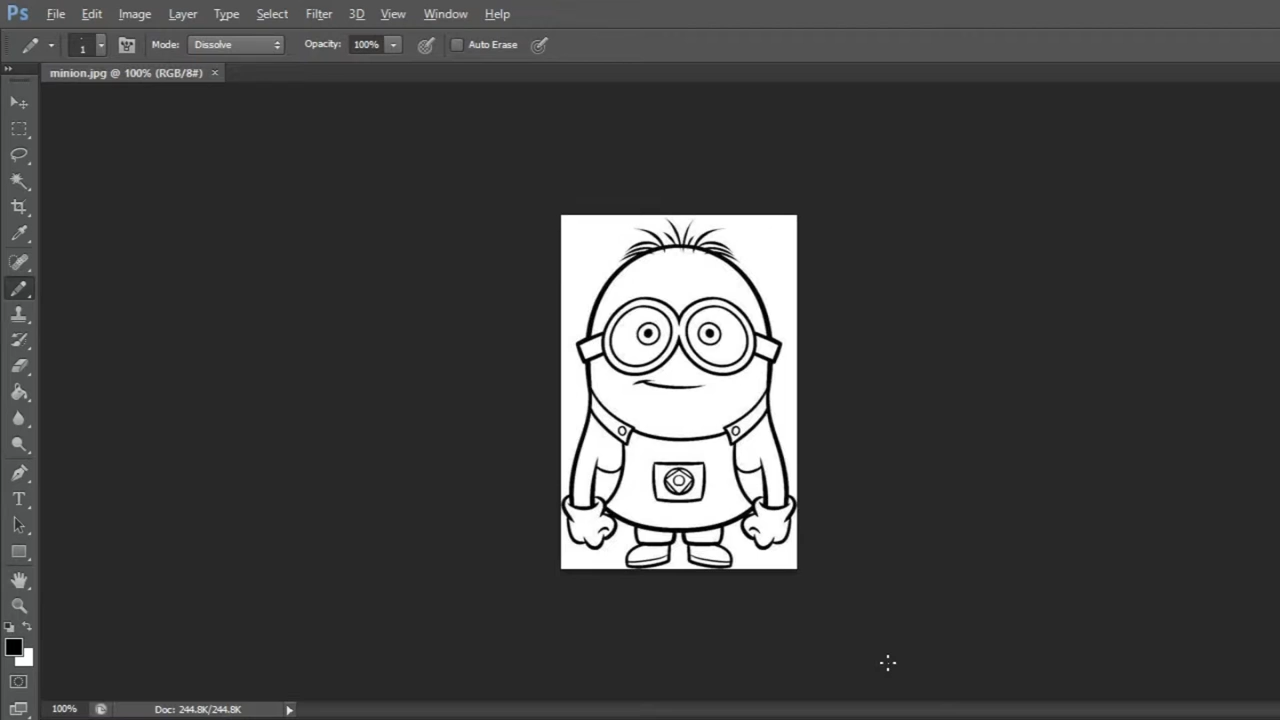 Ps File Edit Image Layer Type Select Filter 3D View Window Help
1 Mode: Dissolve Opacity: 100% Auto Erase
minion.jpg @ 100% (RGB/8#) ×
T
100% Doc: 244.8K/244.8K